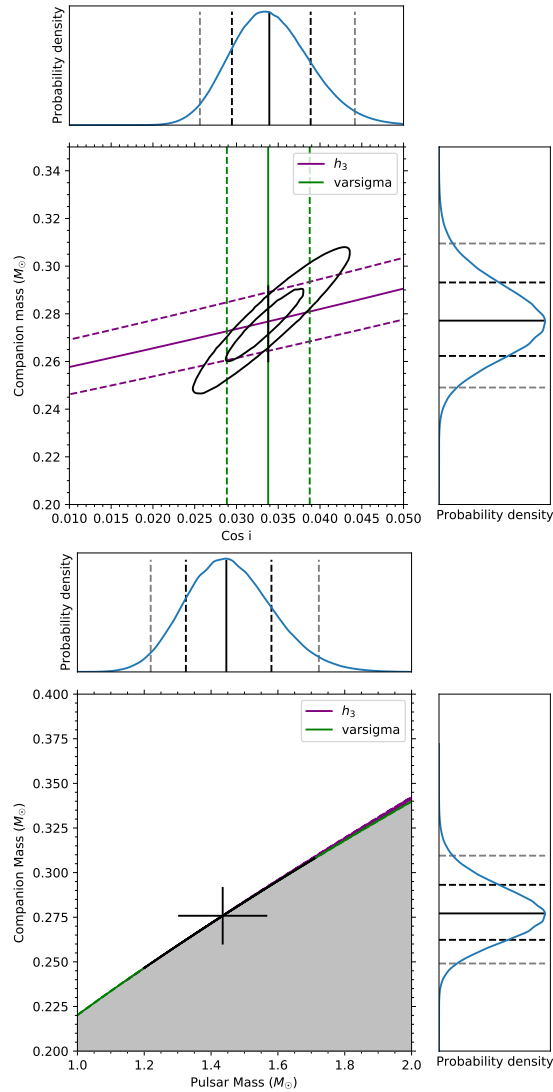 Probability density
0.34
0.32
0.30
0.28
0.26
0.24
0.22
0.20
Companion mass (M☉)
h₃
varsigma
0.010 0.015 0.020 0.025 0.030 0.035 0.040 0.045 0.050
Cos i
Probability density
Probability density
0.400
0.375
0.350
0.325
0.300
0.275
0.250
0.225
0.200
Companion Mass (M☉)
h₃
varsigma
1.0 1.2 1.4 1.6 1.8 2.0
Pulsar Mass (M☉)
Probability density